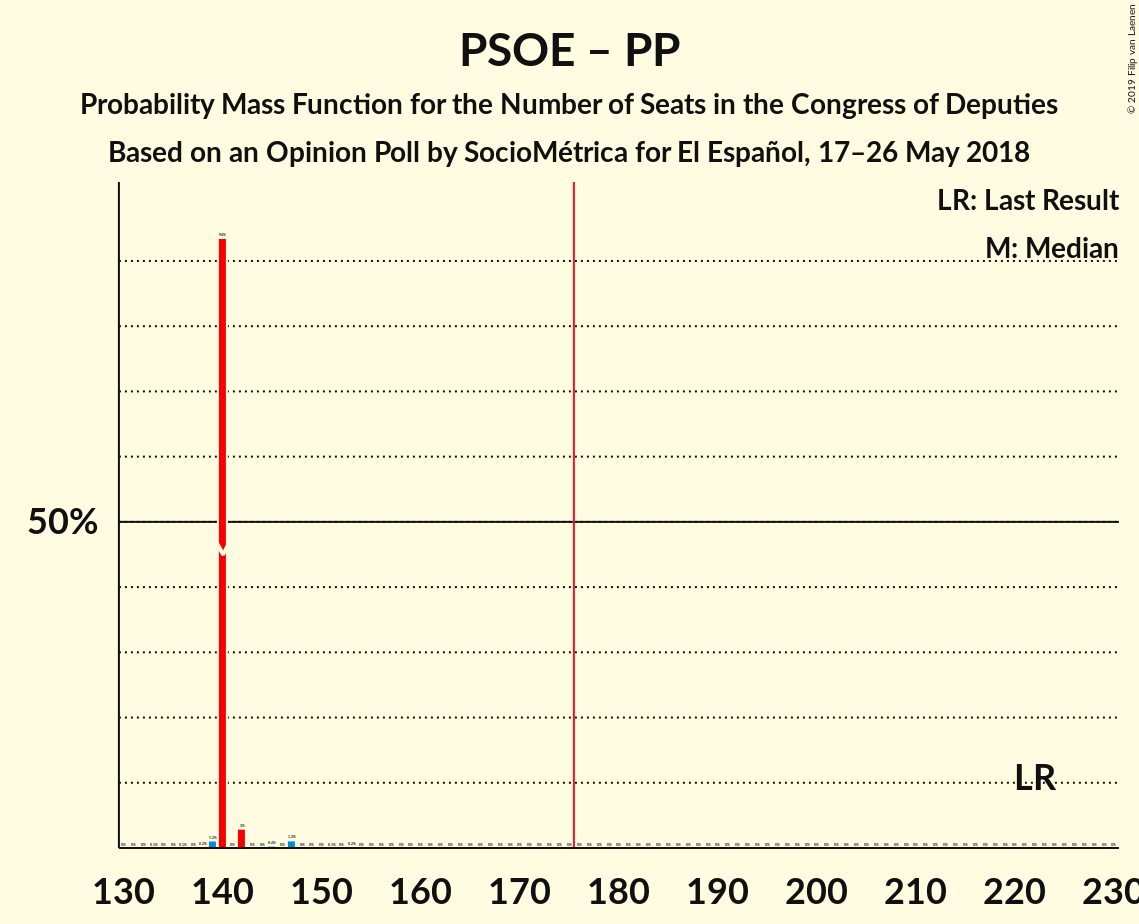 PSOE – PP
Probability Mass Function for the Number of Seats in the Congress of Deputies
Based on an Opinion Poll by SocioMétrica for El Español, 17–26 May 2018
© 2019 Filip van Laenen
LR: Last Result
M: Median
50%
LR
130 140 150 160 170 180 190 200 210 220 230